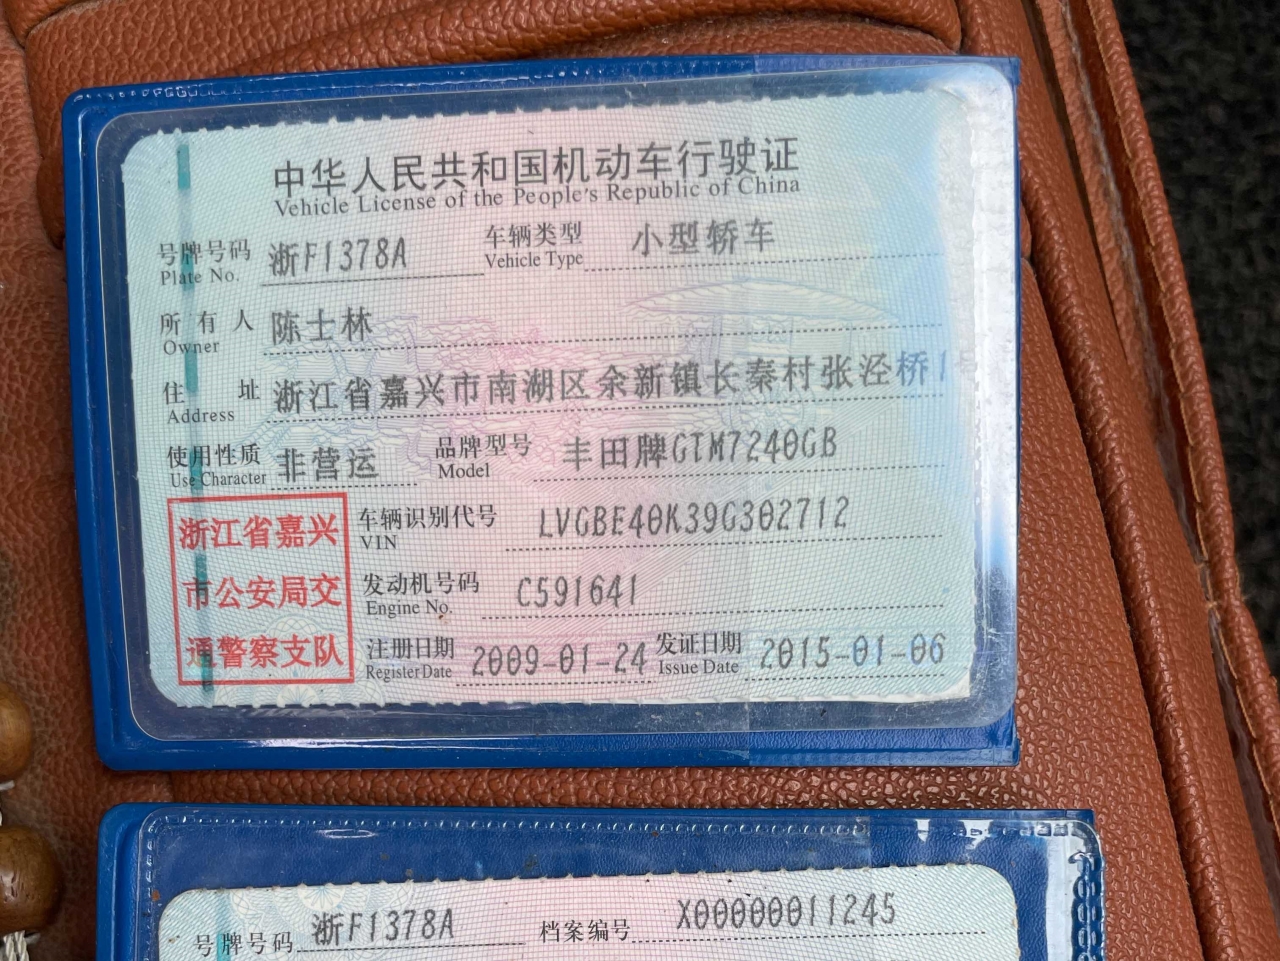 中华人民共和国机动车行驶证
Vehicle License of the People's Republic of China
号牌号码 浙F1378A 车辆类型 小型轿车
Plate No. Vehicle Type
所有人 陈士林
Owner
住址 浙江省嘉兴市南湖区余新镇长秦村张泾桥1号
Address
使用性质 非营运 品牌型号 丰田牌GTM7240GB
Use Character Model
浙江省嘉兴
市公安局交
通警察支队
车辆识别代号 LVGBE40K39G302712
VIN
发动机号码 C591641
Engine No.
注册日期 2009-01-24 发证日期 2015-01-06
Register Date Issue Date
号牌号码 浙F1378A 档案编号 X00000011245